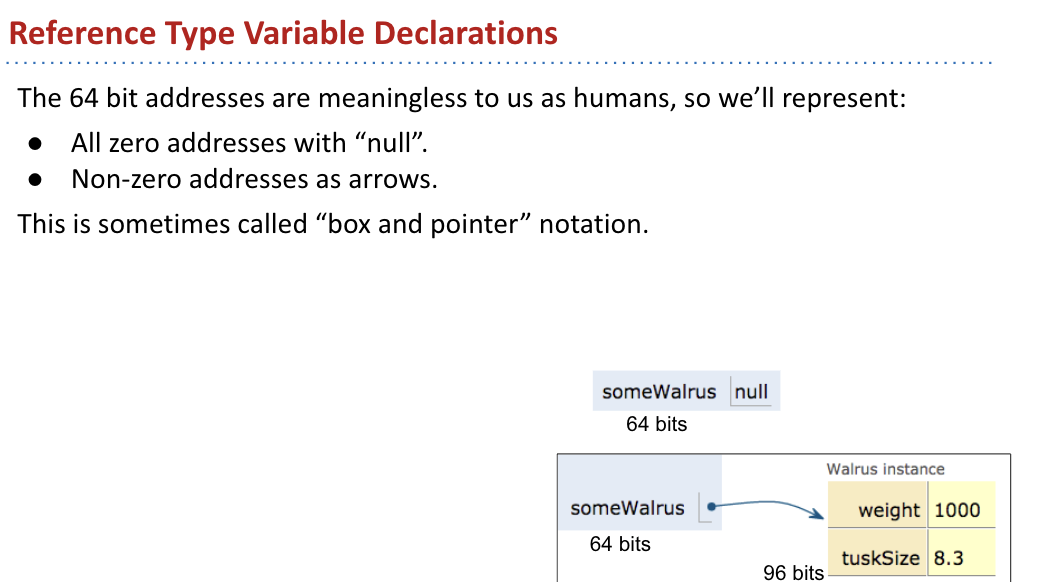 Reference Type Variable Declarations
The 64 bit addresses are meaningless to us as humans, so we’ll represent:
● All zero addresses with “null”.
● Non-zero addresses as arrows.
This is sometimes called “box and pointer” notation.
someWalrus null
64 bits
Walrus instance
someWalrus
weight 1000
64 bits
tuskSize 8.3
96 bits